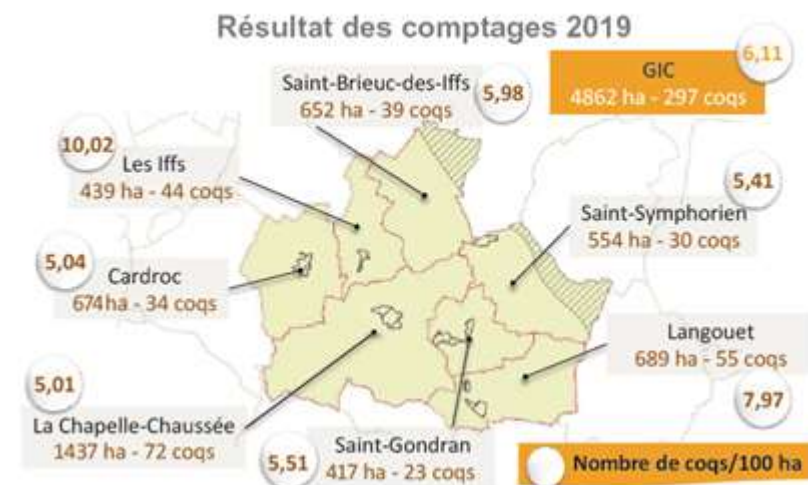 Résultat des comptages 2019
6,11
GIC
4862 ha - 297 coqs
Saint-Brieuc-des-Iffs
652 ha - 39 coqs
5,98
10,02
Les Iffs
439 ha - 44 coqs
5,41
Saint-Symphorien
554 ha - 30 coqs
5,04
Cardroc
674ha - 34 coqs
Langouet
689 ha - 55 coqs
7,97
5,01
La Chapelle-Chaussée
1437 ha - 72 coqs
5,51
Saint-Gondran
417 ha - 23 coqs
Nombre de coqs/100 ha